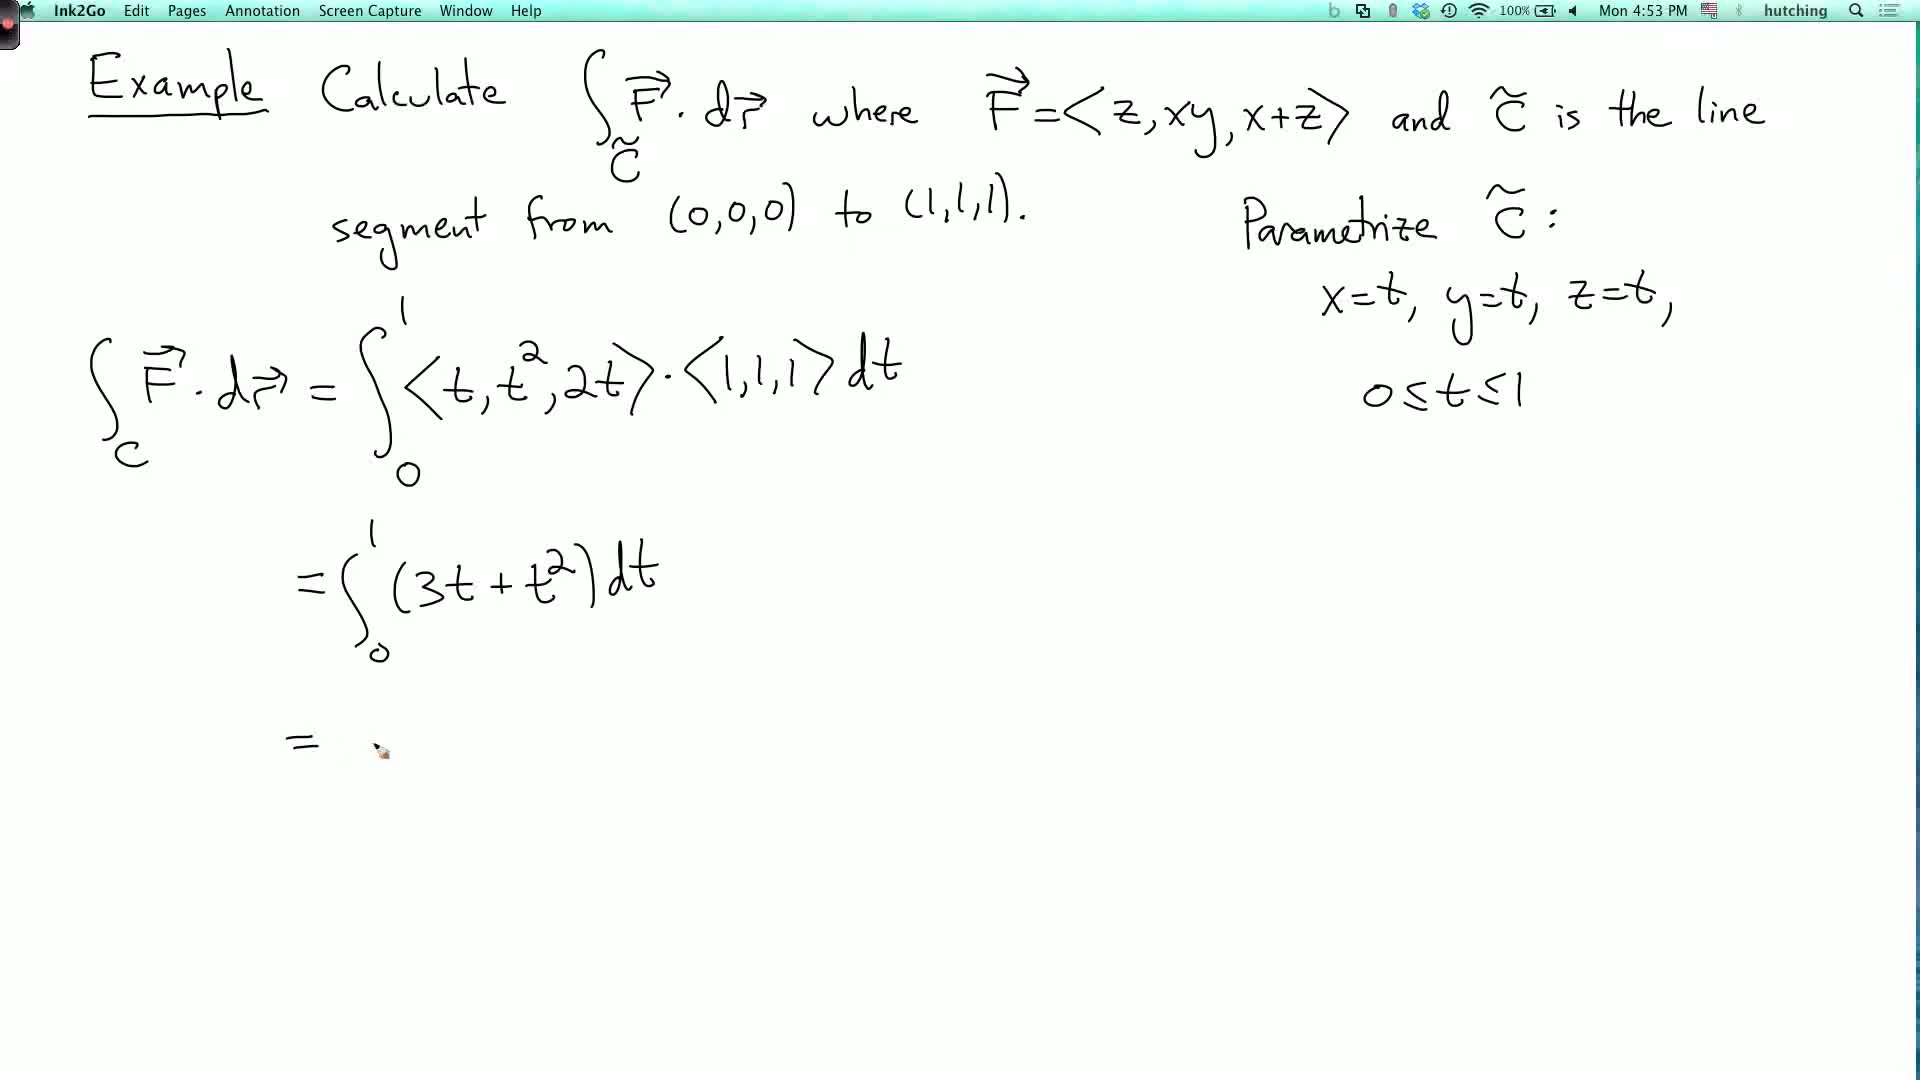 Ink2Go Edit Pages Annotation Screen Capture Window Help 100% Mon 4:53 PM hutching
Example Calculate ∫_C̃ F⃗ · dr⃗ where F⃗ = <z, xy, x+z> and C̃ is the line
segment from (0,0,0) to (1,1,1).
Parametrize C̃ :
x=t, y=t, z=t,
0≤t≤1
∫_C F⃗ · dr⃗ = ∫_0^1 <t, t², 2t> · <1,1,1> dt
= ∫_0^1 (3t + t²) dt
=